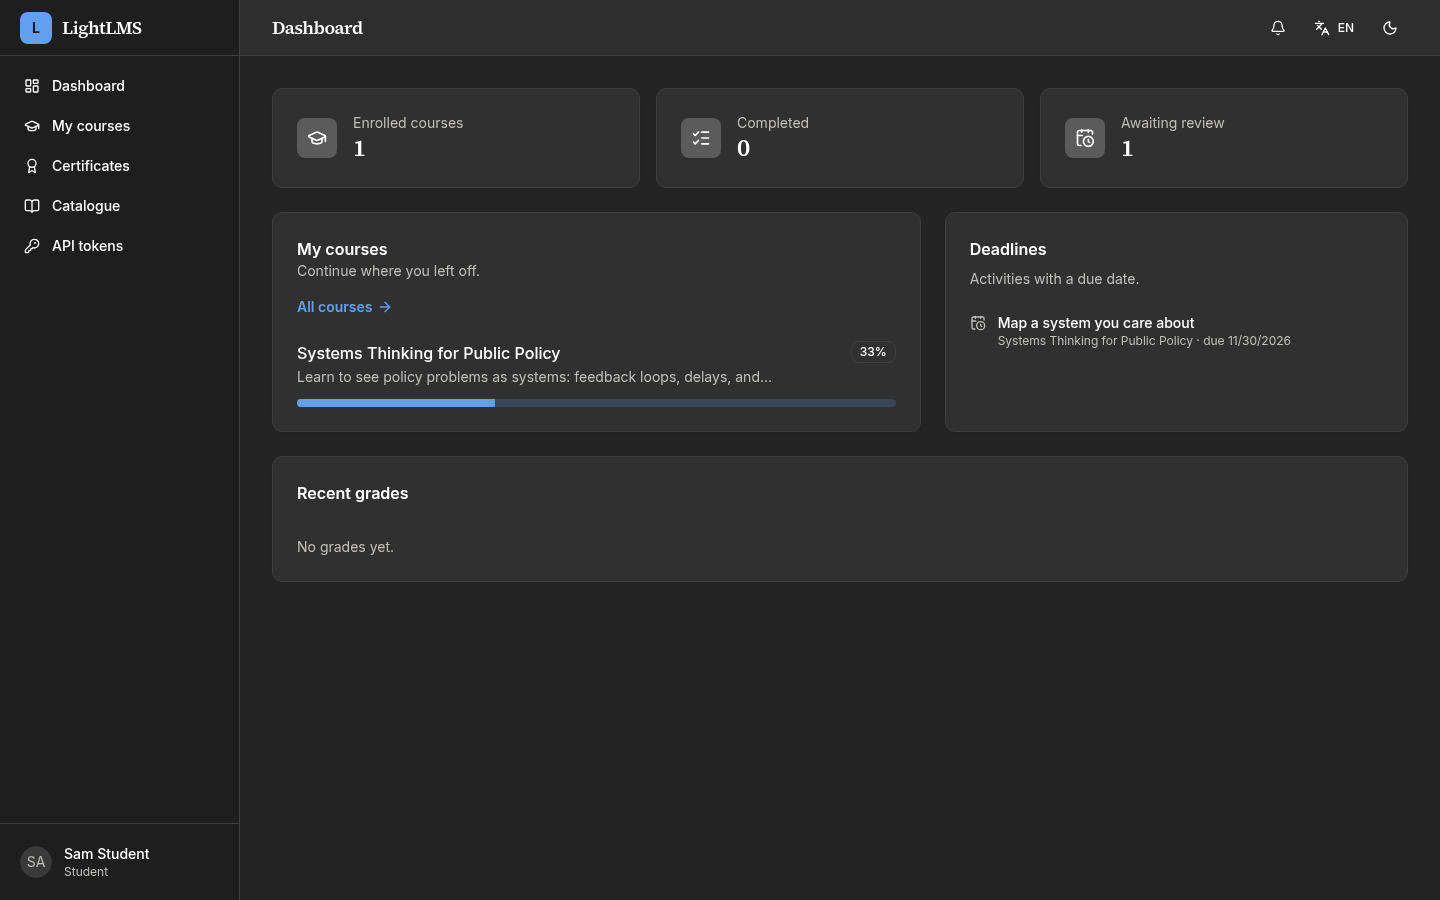 L LightLMS
Dashboard
EN
Dashboard
My courses
Certificates
Catalogue
API tokens
Enrolled courses
1
Completed
0
Awaiting review
1
My courses
Continue where you left off.
All courses
Systems Thinking for Public Policy
33%
Learn to see policy problems as systems: feedback loops, delays, and...
Deadlines
Activities with a due date.
Map a system you care about
Systems Thinking for Public Policy · due 11/30/2026
Recent grades
No grades yet.
SA
Sam Student
Student